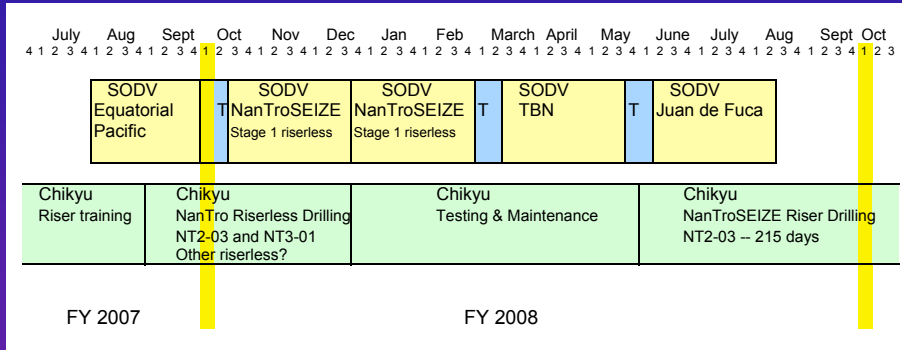 July Aug Sept Oct Nov Dec Jan Feb March April May June July Aug Sept Oct
4 1 2 3 4 1 2 3 4 1 2 3 4 1 2 3 4 1 2 3 4 1 2 3 4 1 2 3 4 1 2 3 4 1 2 3 4 1 2 3 4 1 2 3 4 1 2 3 4 1 2 3 4 1 2 3 4 1 2 3 4 1 2 3
SODV SODV SODV SODV SODV
Equatorial T NanTroSEIZE NanTroSEIZE T TBN T Juan de Fuca
Pacific Stage 1 riserless Stage 1 riserless
Chikyu Chikyu Chikyu Chikyu
Riser training NanTro Riserless Drilling Testing & Maintenance NanTroSEIZE Riser Drilling
NT2-03 and NT3-01 NT2-03 -- 215 days
Other riserless?
FY 2007 FY 2008